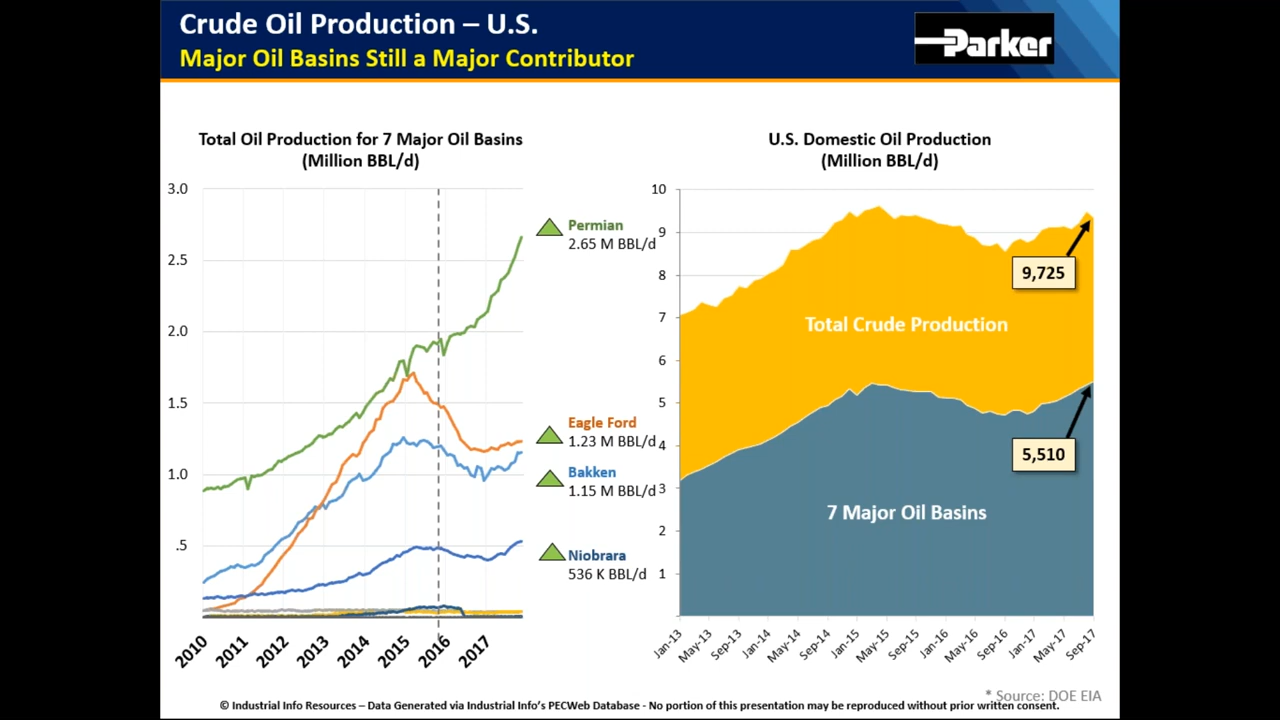 Crude Oil Production – U.S.
Major Oil Basins Still a Major Contributor
Parker
Total Oil Production for 7 Major Oil Basins
(Million BBL/d)
3.0
2.5
2.0
1.5
1.0
.5
2010
2011
2012
2013
2014
2015
2016
2017
Permian
2.65 M BBL/d
Eagle Ford
1.23 M BBL/d
Bakken
1.15 M BBL/d
Niobrara
536 K BBL/d
U.S. Domestic Oil Production
(Million BBL/d)
10
9
8
7
6
5
4
3
2
1
9,725
Total Crude Production
5,510
7 Major Oil Basins
Jan-13
May-13
Sep-13
Jan-14
May-14
Sep-14
Jan-15
May-15
Sep-15
Jan-16
May-16
Sep-16
Jan-17
May-17
Sep-17
* Source: DOE EIA
© Industrial Info Resources – Data Generated via Industrial Info's PECWeb Database - No portion of this presentation may be reproduced without prior written consent.